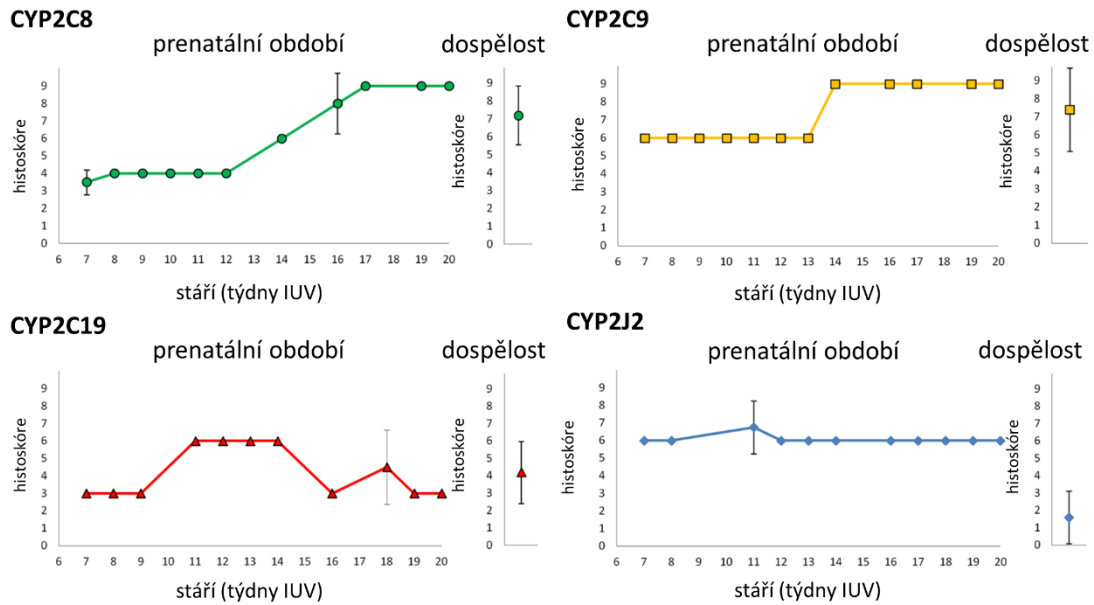 CYP2C8
prenatální období
dospělost
histoskóre
9
8
7
6
5
4
3
2
1
0
6 7 8 9 10 11 12 14 16 17 19 20
stáří (týdny IUV)
histoskóre
9
8
7
6
5
4
3
2
1
0
CYP2C9
prenatální období
dospělost
histoskóre
9
8
7
6
5
4
3
2
1
0
6 7 8 9 10 11 12 13 14 16 17 19 20
stáří (týdny IUV)
histoskóre
9
8
7
6
5
4
3
2
1
0
CYP2C19
prenatální období
dospělost
histoskóre
9
8
7
6
5
4
3
2
1
0
6 7 8 9 10 11 12 13 14 16 18 19 20
stáří (týdny IUV)
histoskóre
9
8
7
6
5
4
3
2
1
0
CYP2J2
prenatální období
dospělost
histoskóre
9
8
7
6
5
4
3
2
1
0
6 7 8 9 10 11 12 13 14 16 17 18 19 20
stáří (týdny IUV)
histoskóre
9
8
7
6
5
4
3
2
1
0